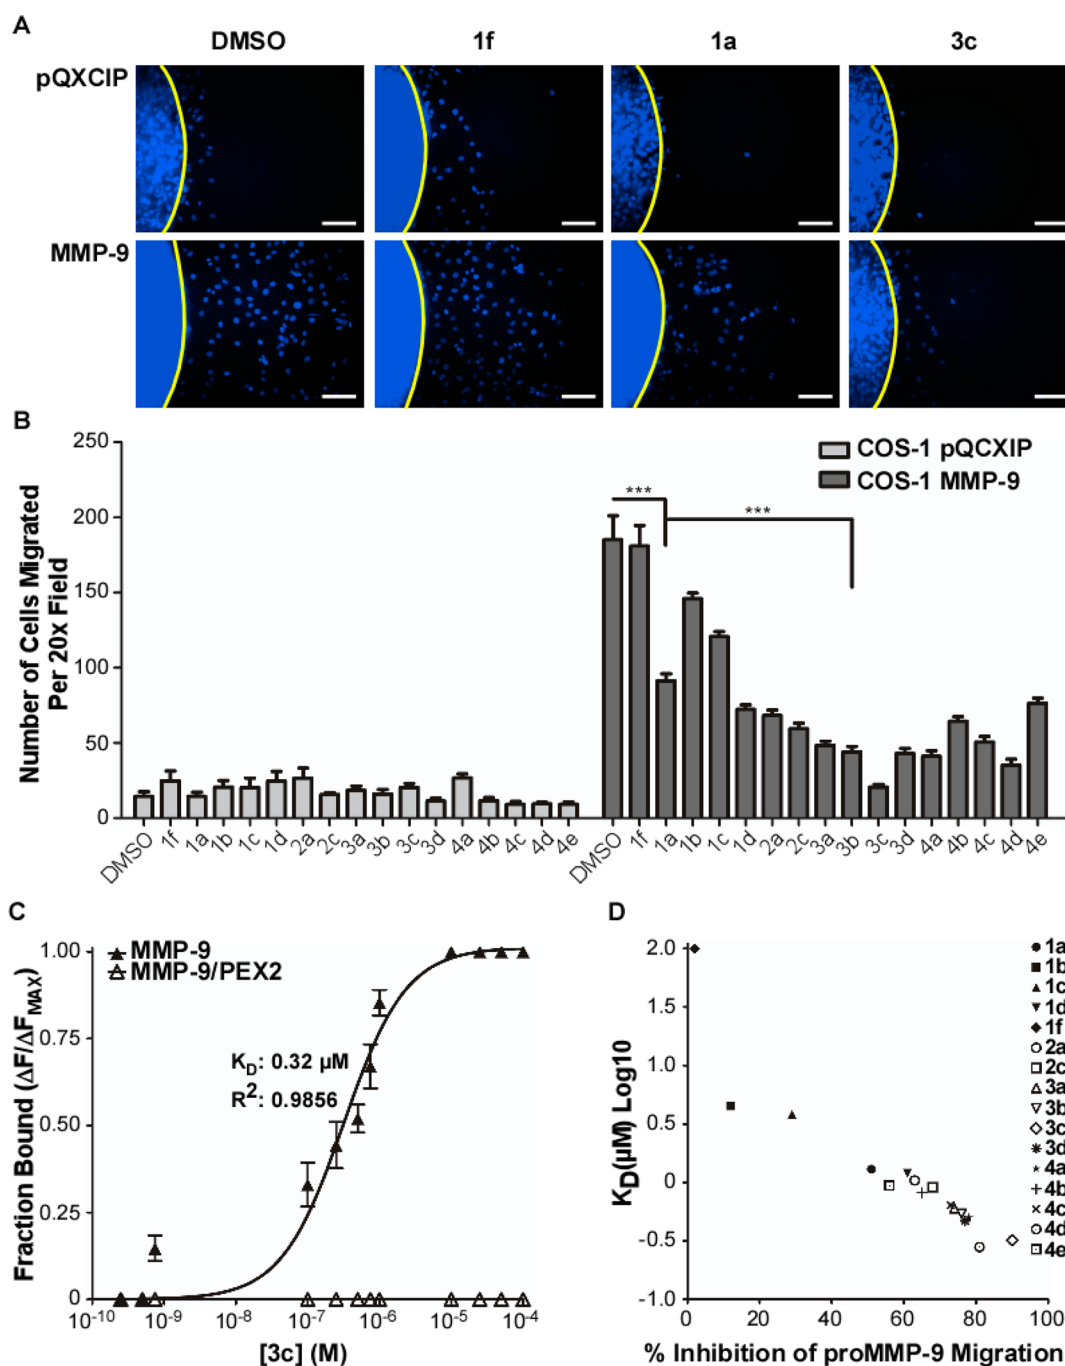 A
DMSO 1f 1a 3c
pQXCIP
MMP-9
B
250
200
150
100
50
0
Number of Cells Migrated
Per 20x Field
COS-1 pQCXIP
COS-1 MMP-9
***
***
DMSO 1f 1a 1b 1c 1d 2a 2c 3a 3b 3c 3d 4a 4b 4c 4d 4e
DMSO 1f 1a 1b 1c 1d 2a 2c 3a 3b 3c 3d 4a 4b 4c 4d 4e
C
MMP-9
MMP-9/PEX2
1.00
0.75
0.50
0.25
0
Fraction Bound (ΔF/ΔFMAX)
KD: 0.32 µM
R2: 0.9856
10-10 10-9 10-8 10-7 10-6 10-5 10-4
[3c] (M)
D
2.0
1.5
1.0
0.5
0
-0.5
-1.0
KD(µM) Log10
0 20 40 60 80 100
% Inhibition of proMMP-9 Migration
1a
1b
1c
1d
1f
2a
2c
3a
3b
3c
3d
4a
4b
4c
4d
4e